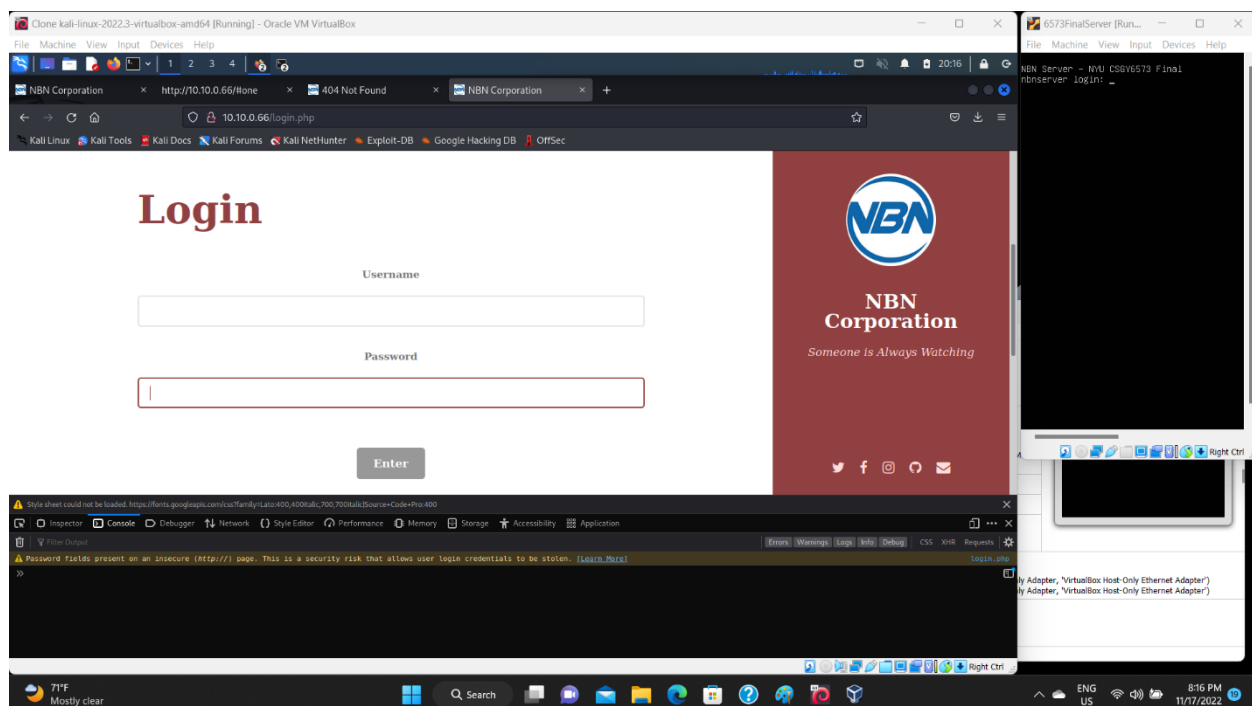 Clone kali-linux-2022.3-virtualbox-amd64 [Running] - Oracle VM VirtualBox
File Machine View Input Devices Help
1 2 3 4
20:16
NBN Corporation
http://10.10.0.66/#one
404 Not Found
NBN Corporation
10.10.0.66/login.php
Kali Linux Kali Tools Kali Docs Kali Forums Kali NetHunter Exploit-DB Google Hacking DB OffSec
Login
Username
Password
Enter
NBN
NBN
Corporation
Someone is Always Watching
Style sheet could not be loaded. https://fonts.googleapis.com/css?family=Lato:400,400italic,700,700italic|Source+Code+Pro:400
Inspector Console Debugger Network Style Editor Performance Memory Storage Accessibility Application
Filter Output
Errors Warnings Logs Info Debug CSS XHR Requests
Password fields present on an insecure (http://) page. This is a security risk that allows user login credentials to be stolen. [Learn More]
login.php
Right Ctrl
6573FinalServer [Run...
File Machine View Input Devices Help
NBN Server - NYU CSGY6573 Final
nbnserver login: _
Right Ctrl
ly Adapter, 'VirtualBox Host-Only Ethernet Adapter')
ly Adapter, 'VirtualBox Host-Only Ethernet Adapter')
71°F
Mostly clear
Search
ENG
US
8:16 PM
11/17/2022
19